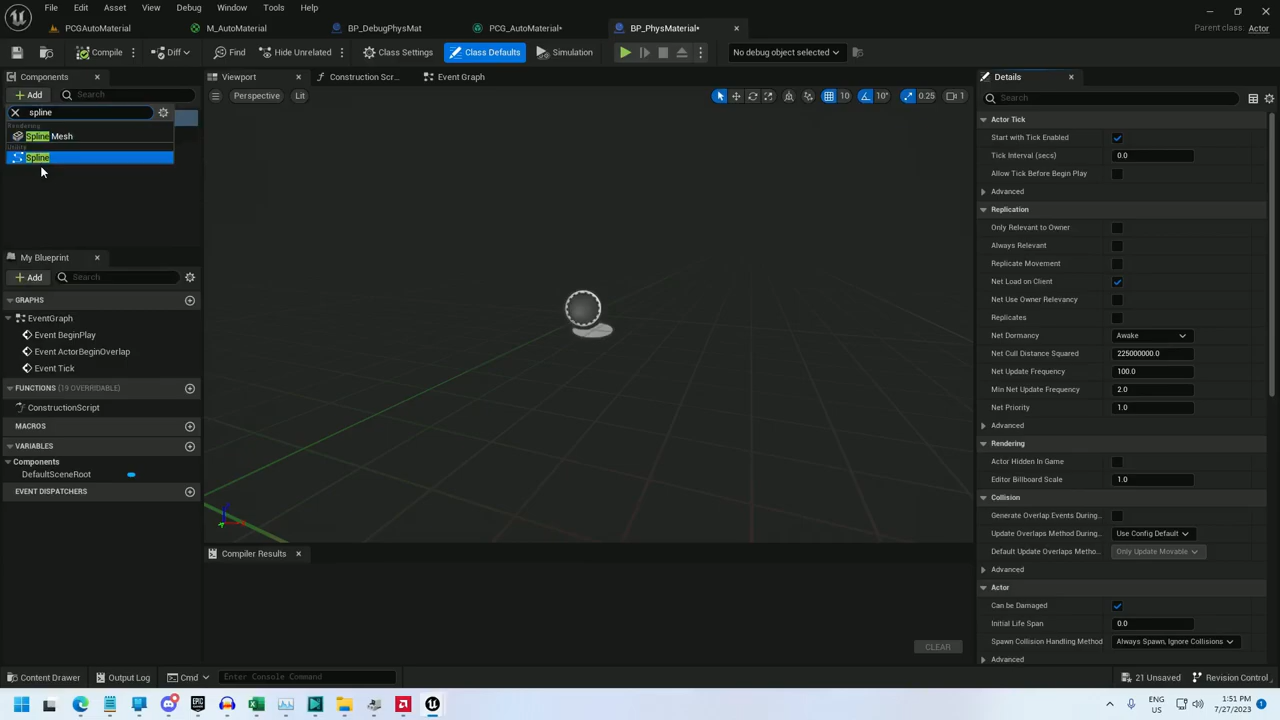 File Edit Asset View Debug Window Tools Help
PCGAutoMaterial M_AutoMaterial BP_DebugPhysMat PCG_AutoMaterial* BP_PhysMaterial* Parent class: Actor
Compile Diff Find Hide Unrelated Class Settings Class Defaults Simulation No debug object selected
Components Viewport Construction Scr... Event Graph Details
+ Add Search Perspective Lit 10 10° 0.25 1 Search
spline
Rendering
Spline Mesh
Utility
Spline
My Blueprint
+ Add Search
GRAPHS
EventGraph
Event BeginPlay
Event ActorBeginOverlap
Event Tick
FUNCTIONS (19 OVERRIDABLE)
ConstructionScript
MACROS
VARIABLES
Components
DefaultSceneRoot
EVENT DISPATCHERS
Compiler Results
CLEAR
Actor Tick
Start with Tick Enabled
Tick Interval (secs) 0.0
Allow Tick Before Begin Play
Advanced
Replication
Only Relevant to Owner
Always Relevant
Replicate Movement
Net Load on Client
Net Use Owner Relevancy
Replicates
Net Dormancy Awake
Net Cull Distance Squared 225000000.0
Net Update Frequency 100.0
Min Net Update Frequency 2.0
Net Priority 1.0
Advanced
Rendering
Actor Hidden In Game
Editor Billboard Scale 1.0
Collision
Generate Overlap Events During...
Update Overlaps Method During... Use Config Default
Default Update Overlaps Metho... Only Update Movable
Advanced
Actor
Can be Damaged
Initial Life Span 0.0
Spawn Collision Handling Method Always Spawn, Ignore Collisions
Advanced
Content Drawer Output Log Cmd Enter Console Command 21 Unsaved Revision Control
ENG
US
1:51 PM
7/27/2023